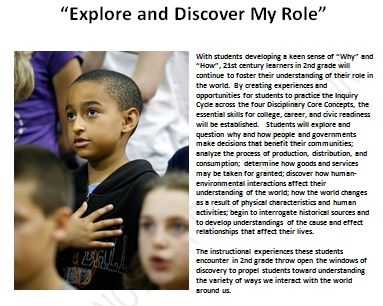 “Explore and Discover My Role”
With students developing a keen sense of “Why” and
“How”, 21st century learners in 2nd grade will
continue to foster their understanding of their role in
the world.  By creating experiences and
opportunities for students to practice the Inquiry
Cycle across the four Disciplinary Core Concepts, the
essential skills for college, career, and civic readiness
will be established.   Students will explore and
question why and how people and governments
make decisions that benefit their communities;
analyze the process of production, distribution, and
consumption;  determine how goods and services
may be taken for granted; discover how human-
environmental interactions affect their
understanding of the world; how the world changes
as a result of physical characteristics and human
activities; begin to interrogate historical sources and
to develop understandings  of the cause and effect
relationships that affect their lives.
The instructional experiences these students
encounter in 2nd grade throw open the windows of
discovery to propel students toward understanding
the variety of ways we interact with the world
around us.